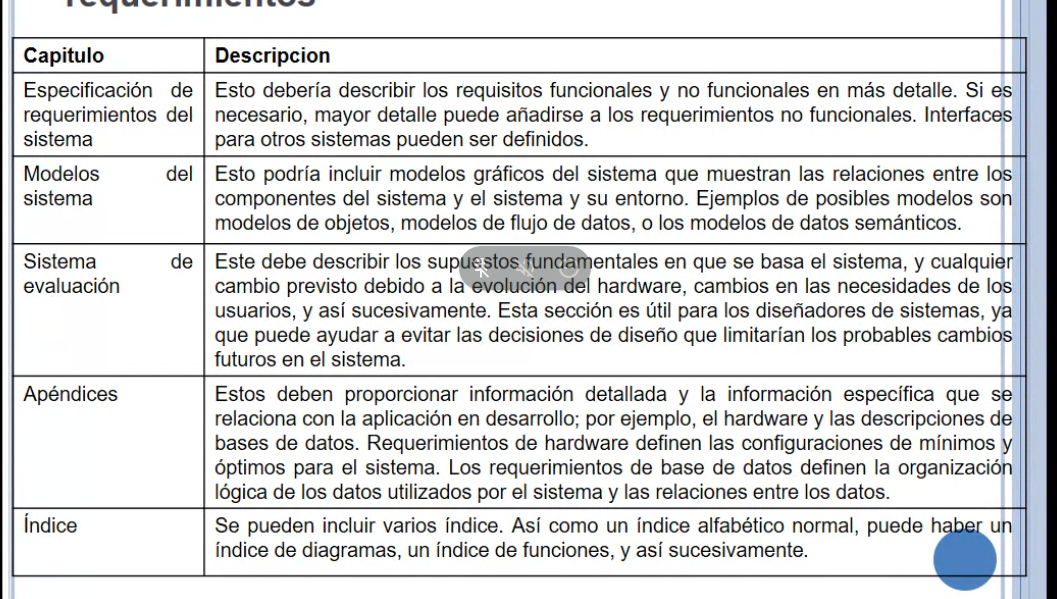 requerimientos
Capitulo Descripcion
Especificación de Esto debería describir los requisitos funcionales y no funcionales en más detalle. Si es
requerimientos del necesario, mayor detalle puede añadirse a los requerimientos no funcionales. Interfaces
sistema para otros sistemas pueden ser definidos.
Modelos del Esto podría incluir modelos gráficos del sistema que muestran las relaciones entre los
sistema componentes del sistema y el sistema y su entorno. Ejemplos de posibles modelos son
modelos de objetos, modelos de flujo de datos, o los modelos de datos semánticos.
Sistema de Este debe describir los supuestos fundamentales en que se basa el sistema, y cualquier
evaluación cambio previsto debido a la evolución del hardware, cambios en las necesidades de los
usuarios, y así sucesivamente. Esta sección es útil para los diseñadores de sistemas, ya
que puede ayudar a evitar las decisiones de diseño que limitarían los probables cambios
futuros en el sistema.
Apéndices Estos deben proporcionar información detallada y la información específica que se
relaciona con la aplicación en desarrollo; por ejemplo, el hardware y las descripciones de
bases de datos. Requerimientos de hardware definen las configuraciones de mínimos y
óptimos para el sistema. Los requerimientos de base de datos definen la organización
lógica de los datos utilizados por el sistema y las relaciones entre los datos.
Índice Se pueden incluir varios índice. Así como un índice alfabético normal, puede haber un
índice de diagramas, un índice de funciones, y así sucesivamente.